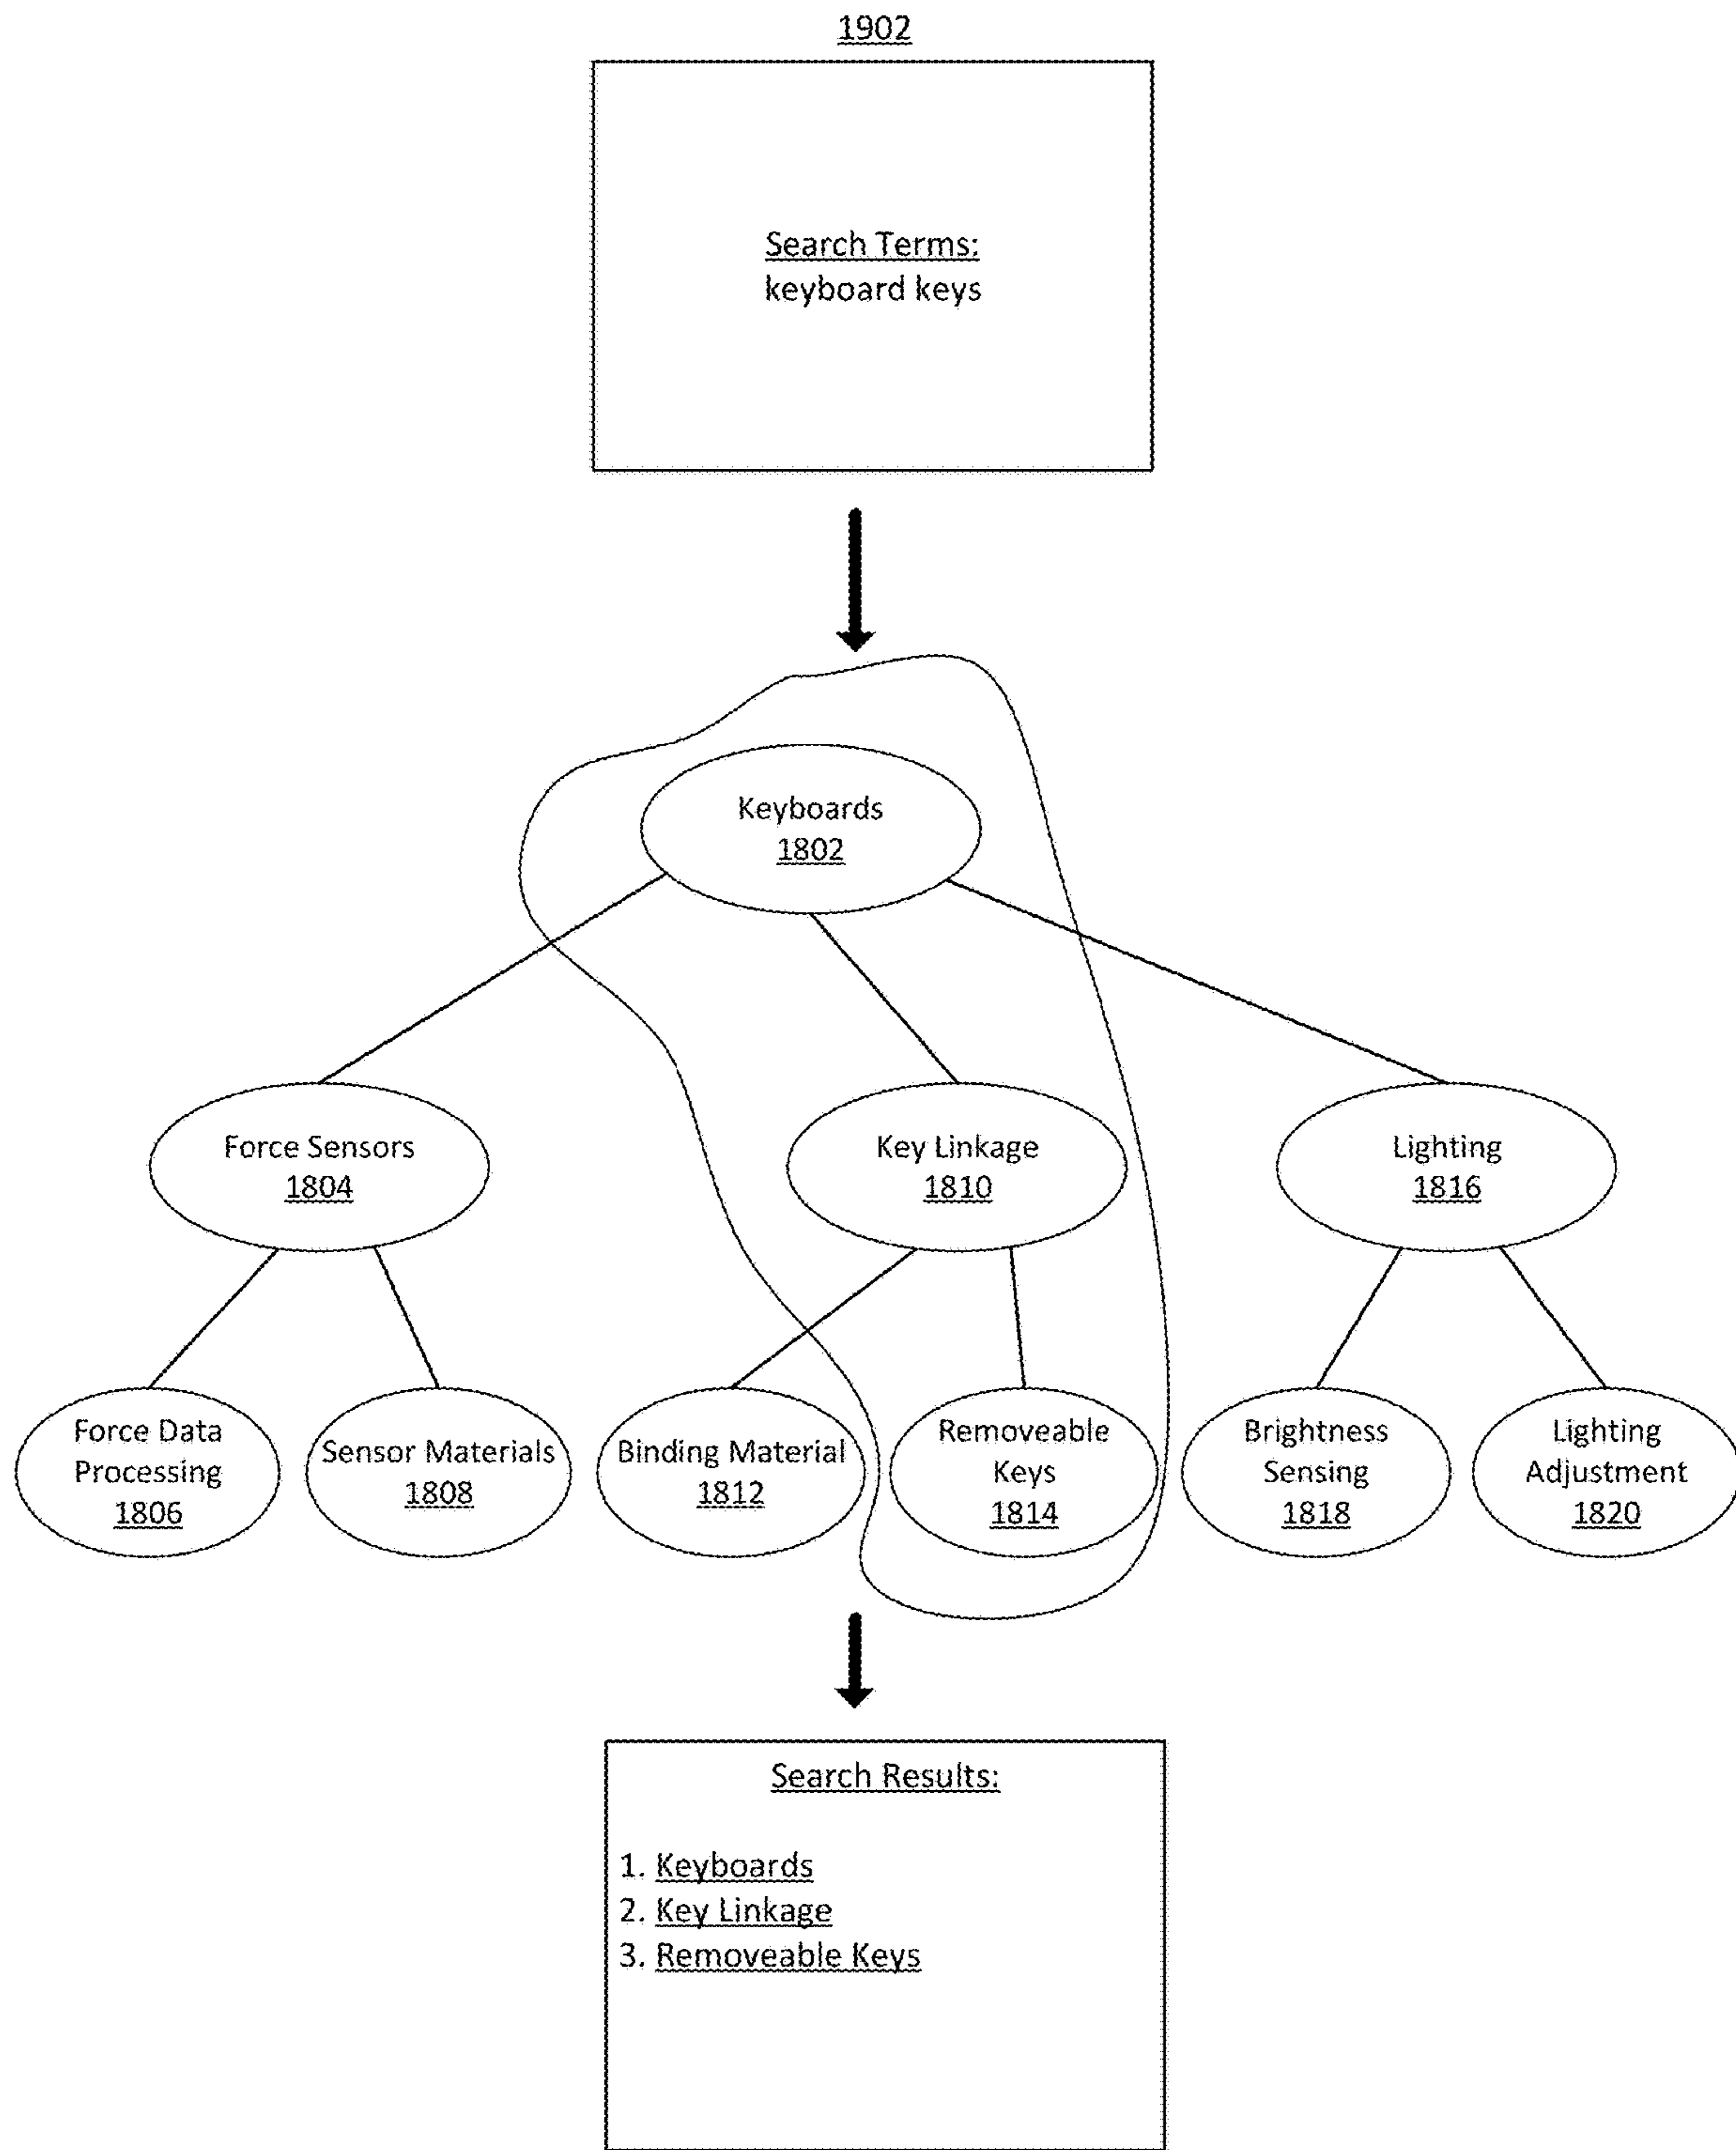 1902
Search Terms:
keyboard keys
Keyboards
1802
Force Sensors
1804
Key Linkage
1810
Lighting
1816
Force Data
Processing
1806
Sensor Materials
1808
Binding Material
1812
Removeable
Keys
1814
Brightness
Sensing
1818
Lighting
Adjustment
1820
Search Results:
1. Keyboards
2. Key Linkage
3. Removeable Keys